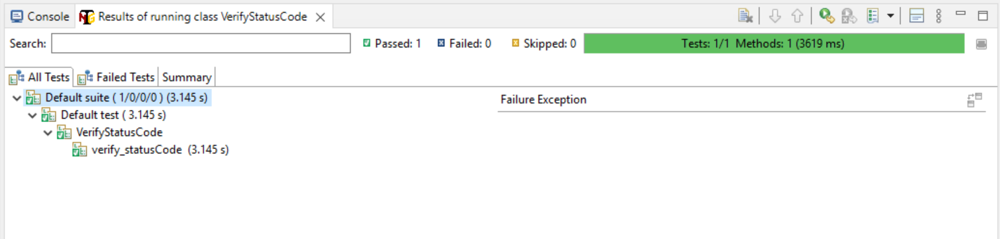 Console Results of running class VerifyStatusCode
Search: Passed: 1 Failed: 0 Skipped: 0 Tests: 1/1 Methods: 1 (3619 ms)
All Tests Failed Tests Summary
Default suite ( 1/0/0/0 ) (3.145 s) Failure Exception
Default test ( 3.145 s)
VerifyStatusCode
verify_statusCode (3.145 s)